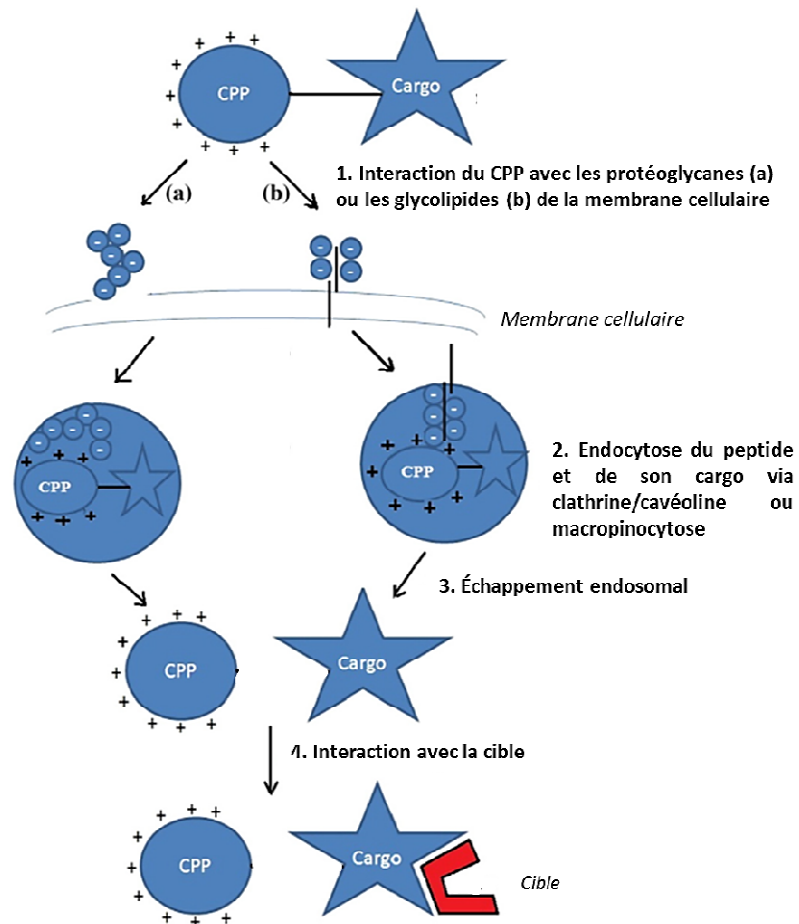 CPP
Cargo
1. Interaction du CPP avec les protéoglycanes (a)
ou les glycolipides (b) de la membrane cellulaire
(a)
(b)
Membrane cellulaire
CPP
CPP
2. Endocytose du peptide
et de son cargo via
clathrine/cavéoline ou
macropinocytose
3. Échappement endosomal
CPP
Cargo
4. Interaction avec la cible
CPP
Cargo
Cible